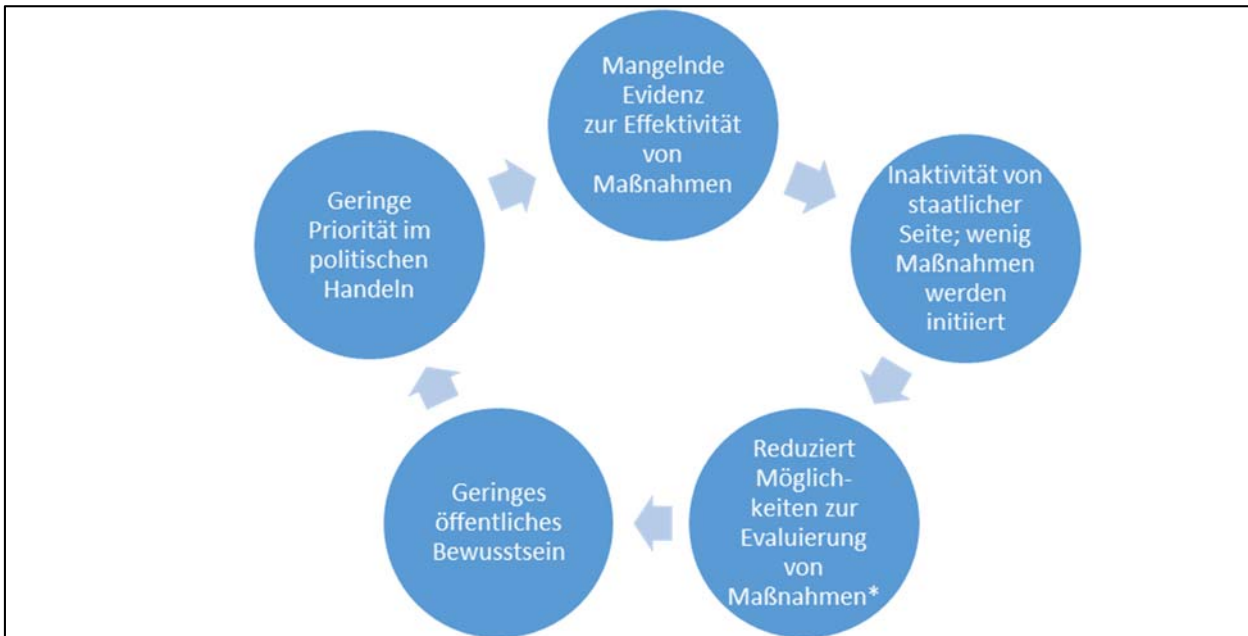 Mangelnde
Evidenz
zur Effektivität
von
Maßnahmen
Inaktivität von
staatlicher
Seite; wenig
Maßnahmen
werden
initiiert
Reduziert
Möglich-
keiten zur
Evaluierung
von
Maßnahmen*
Geringes
öffentliches
Bewusstsein
Geringe
Priorität im
politischen
Handeln